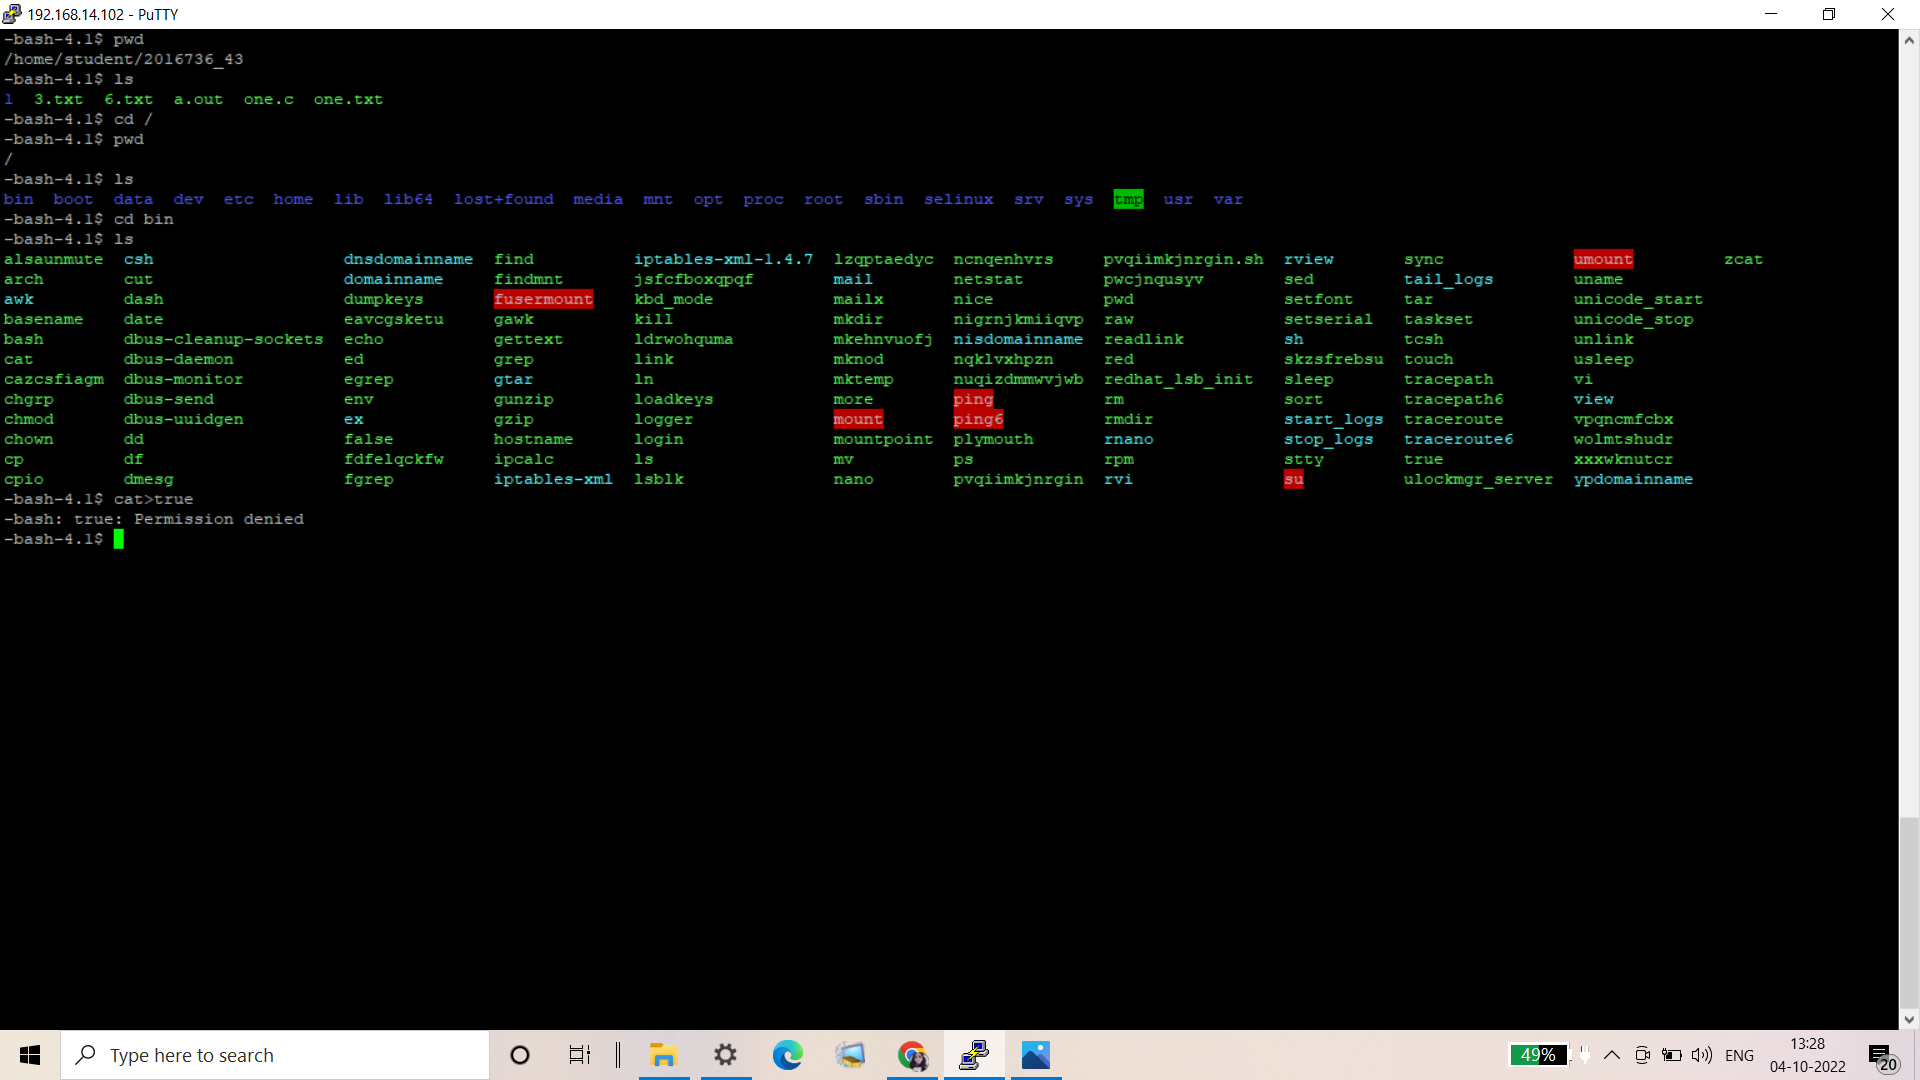 192.168.14.102 - PuTTY
-bash-4.1$ pwd
/home/student/2016736_43
-bash-4.1$ ls
1  3.txt  6.txt  a.out  one.c  one.txt
-bash-4.1$ cd /
-bash-4.1$ pwd
/
-bash-4.1$ ls
bin  boot  data  dev  etc  home  lib  lib64  lost+found  media  mnt  opt  proc  root  sbin  selinux  srv  sys  tmp  usr  var
-bash-4.1$ cd bin
-bash-4.1$ ls
alsaunmute  csh  dnsdomainname  find  iptables-xml-1.4.7  lzqptaedyc  ncnqenhvrs  pvqiimkjnrgin.sh  rview  sync  umount  zcat
arch  cut  domainname  findmnt  jsfcfboxqpqf  mail  netstat  pwcjnqusyv  sed  tail_logs  uname
awk  dash  dumpkeys  fusermount  kbd_mode  mailx  nice  pwd  setfont  tar  unicode_start
basename  date  eavcgsketu  gawk  kill  mkdir  nigrnjkmiiqvp  raw  setserial  taskset  unicode_stop
bash  dbus-cleanup-sockets  echo  gettext  ldrwohquma  mkehnvuofj  nisdomainname  readlink  sh  tcsh  unlink
cat  dbus-daemon  ed  grep  link  mknod  nqklvxhpzn  red  skzsfrebsu  touch  usleep
cazcsfiagm  dbus-monitor  egrep  gtar  ln  mktemp  nuqizdmmwvjwb  redhat_lsb_init  sleep  tracepath  vi
chgrp  dbus-send  env  gunzip  loadkeys  more  ping  rm  sort  tracepath6  view
chmod  dbus-uuidgen  ex  gzip  logger  mount  ping6  rmdir  start_logs  traceroute  vpqncmfcbx
chown  dd  false  hostname  login  mountpoint  plymouth  rnano  stop_logs  traceroute6  wolmtshudr
cp  df  fdfelqckfw  ipcalc  ls  mv  ps  rpm  stty  true  xxxwknutcr
cpio  dmesg  fgrep  iptables-xml  lsblk  nano  pvqiimkjnrgin  rvi  su  ulockmgr_server  ypdomainname
-bash-4.1$ cat>true
-bash: true: Permission denied
-bash-4.1$
Type here to search
49%
ENG
13:28
04-10-2022
20